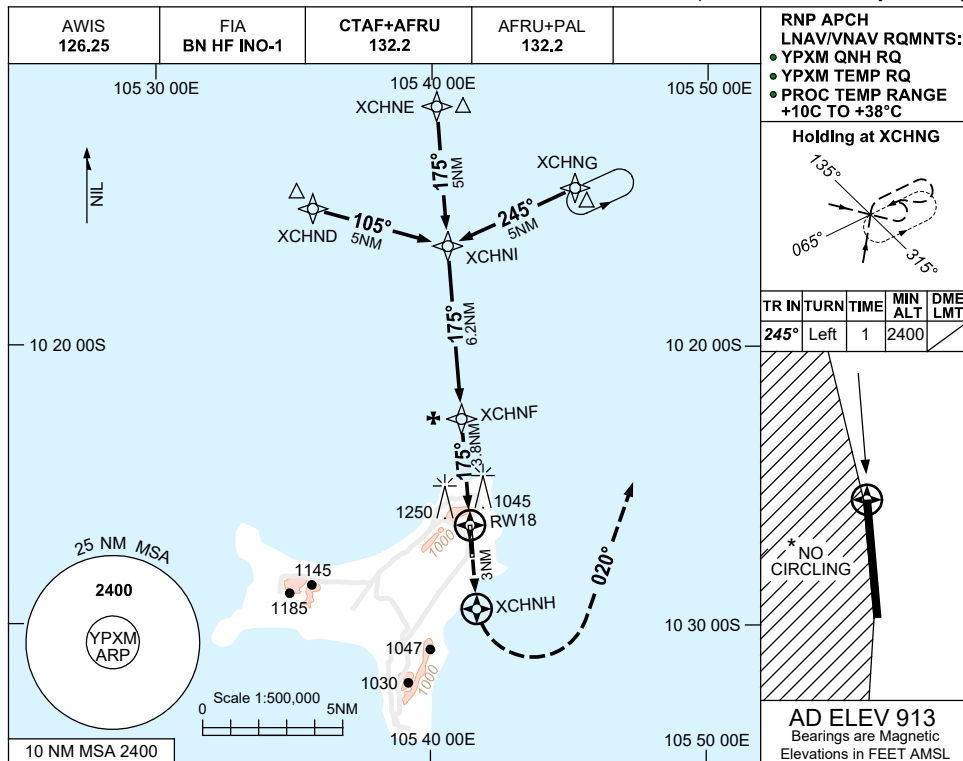 AWIS
126.25
FIA
BN HF INO-1
CTAF+AFRU
132.2
AFRU+PAL
132.2
RNP APCH
LNAV/VNAV RQMNTS:
• YPXM QNH RQ
• YPXM TEMP RQ
• PROC TEMP RANGE
+10C TO +38°C
105 30 00E
105 40 00E
105 50 00E
XCHNE
NIL
175°
5NM
XCHNG
XCHND
105°
5NM
245°
5NM
XCHNI
Holding at XCHNG
135°
065°
315°
TR IN
TURN
TIME
MIN ALT
DME LMT
245°
Left
1
2400
10 20 00S
10 20 00S
175°
6.2NM
XCHNF
175°
3.8NM
1250
1045
RW18
1000
3NM
020°
XCHNH
1145
1185
1047
1030
1000
10 30 00S
25 NM MSA
2400
YPXM
ARP
Scale 1:500,000
0
5NM
10 NM MSA 2400
105 40 00E
105 50 00E
* NO
CIRCLING
AD ELEV 913
Bearings are Magnetic
Elevations in FEET AMSL